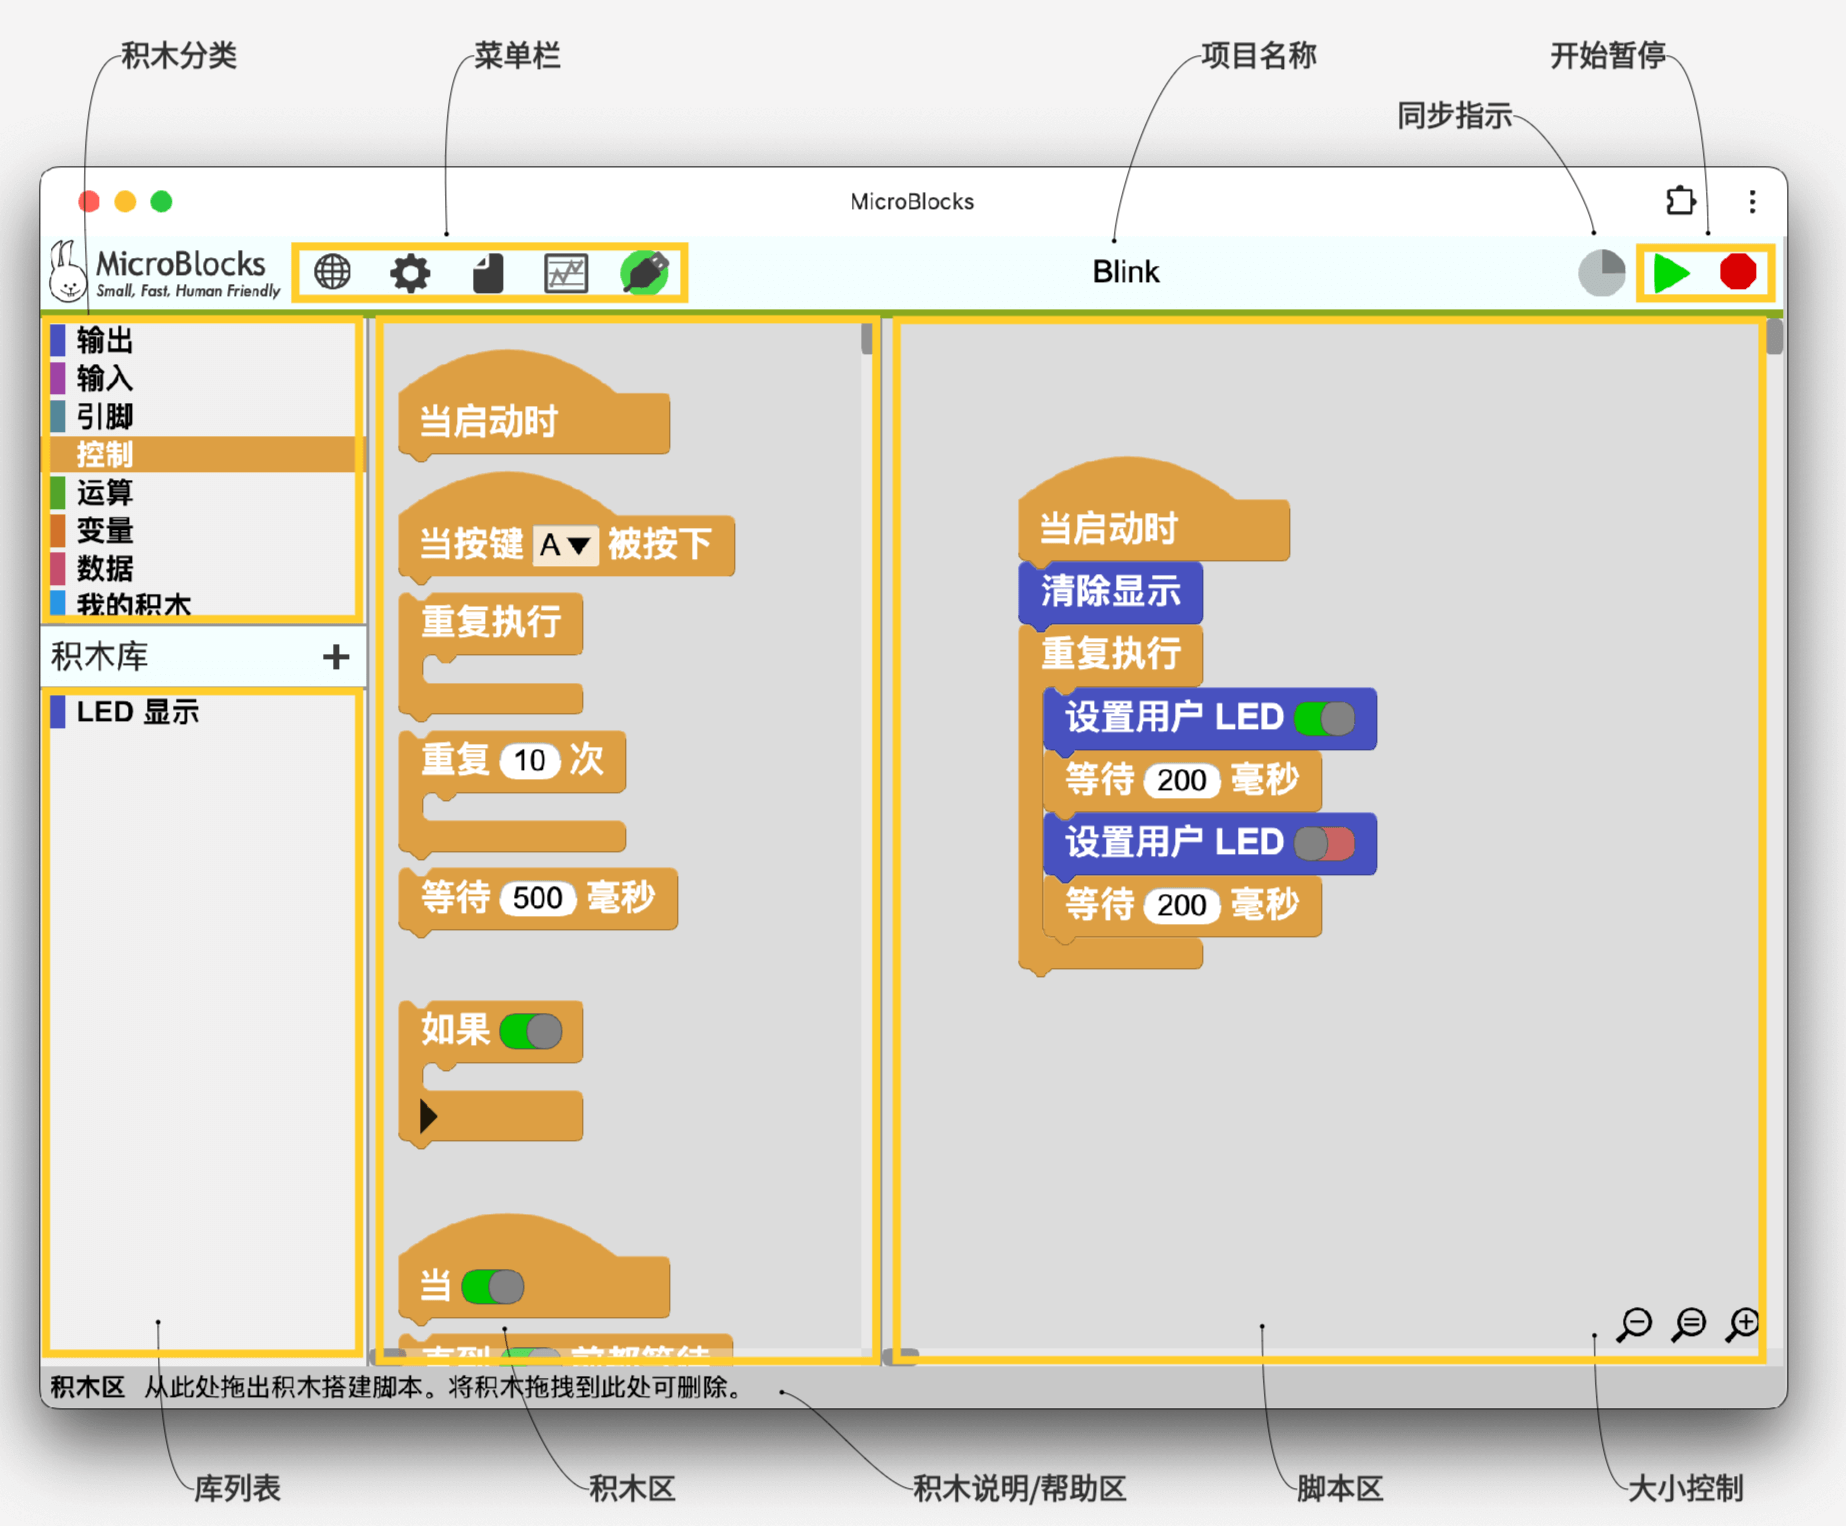 积木分类
菜单栏
项目名称
开始暂停
同步指示
MicroBlocks
MicroBlocks
Small, Fast, Human Friendly
Blink
输出
输入
引脚
控制
运算
变量
数据
我的积木
积木库 +
LED 显示
当启动时
当按键 A▼ 被按下
重复执行
重复 10 次
等待 500 毫秒
如果
当
直到 前都等待
当启动时
清除显示
重复执行
设置用户 LED
等待 200 毫秒
设置用户 LED
等待 200 毫秒
积木区 从此处拖出积木搭建脚本。将积木拖拽到此处可删除。
库列表
积木区
积木说明/帮助区
脚本区
大小控制